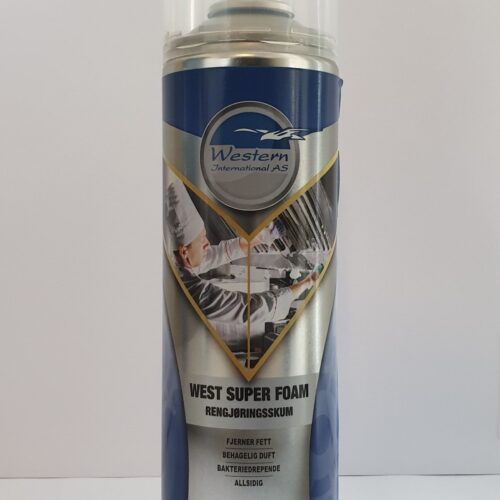 Western
International AS
WEST SUPER FOAM
RENGJØRINGSSKUM
FJERNER FETT
BEHAGELIG DUFT
BAKTERIEDREPENDE
ALLSIDIG